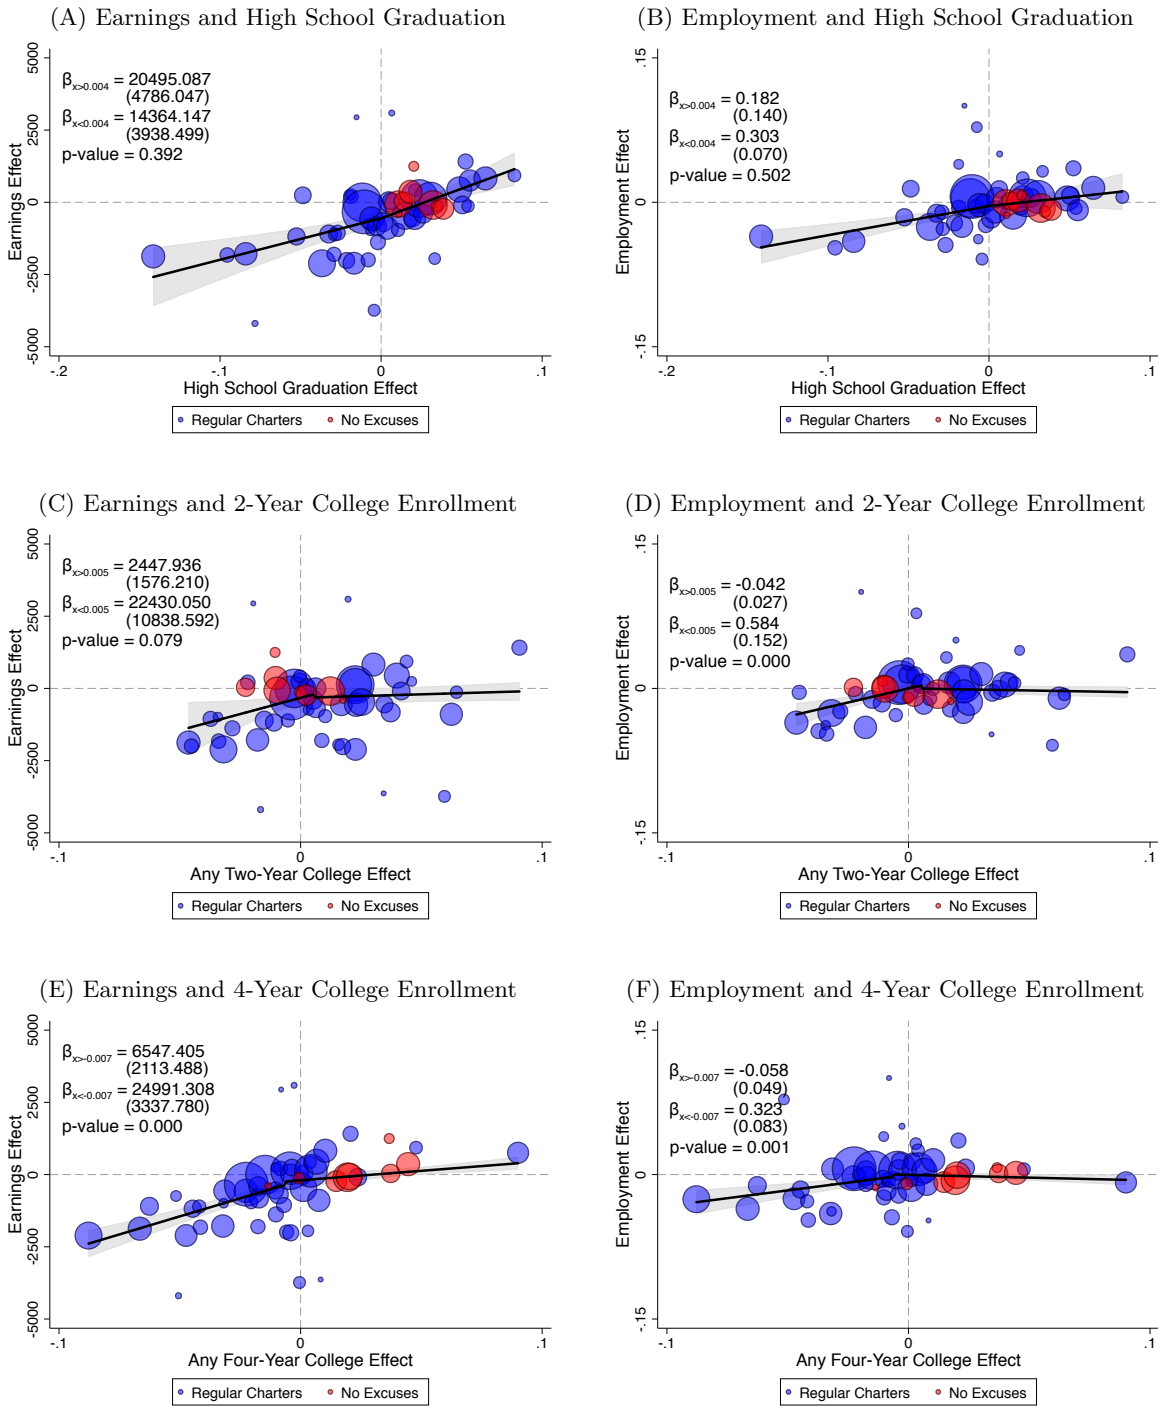 (A) Earnings and High School Graduation
5000
2500
0
-2500
-5000
Earnings Effect
βx>0.004 = 20495.087
(4786.047)
βx<0.004 = 14364.147
(3938.499)
p-value = 0.392
-.2
-.1
0
.1
High School Graduation Effect
Regular Charters
No Excuses
(B) Employment and High School Graduation
.15
0
-.15
Employment Effect
βx>0.004 = 0.182
(0.140)
βx<0.004 = 0.303
(0.070)
p-value = 0.502
-.2
-.1
0
.1
High School Graduation Effect
Regular Charters
No Excuses
(C) Earnings and 2-Year College Enrollment
5000
2500
0
-2500
-5000
Earnings Effect
βx>0.005 = 2447.936
(1576.210)
βx<0.005 = 22430.050
(10838.592)
p-value = 0.079
-.1
0
.1
Any Two-Year College Effect
Regular Charters
No Excuses
(D) Employment and 2-Year College Enrollment
.15
0
-.15
Employment Effect
βx>0.005 = -0.042
(0.027)
βx<0.005 = 0.584
(0.152)
p-value = 0.000
-.1
0
.1
Any Two-Year College Effect
Regular Charters
No Excuses
(E) Earnings and 4-Year College Enrollment
5000
2500
0
-2500
-5000
Earnings Effect
βx>-0.007 = 6547.405
(2113.488)
βx<-0.007 = 24991.308
(3337.780)
p-value = 0.000
-.1
0
.1
Any Four-Year College Effect
Regular Charters
No Excuses
(F) Employment and 4-Year College Enrollment
.15
0
-.15
Employment Effect
βx>-0.007 = -0.058
(0.049)
βx<-0.007 = 0.323
(0.083)
p-value = 0.001
-.1
0
.1
Any Four-Year College Effect
Regular Charters
No Excuses